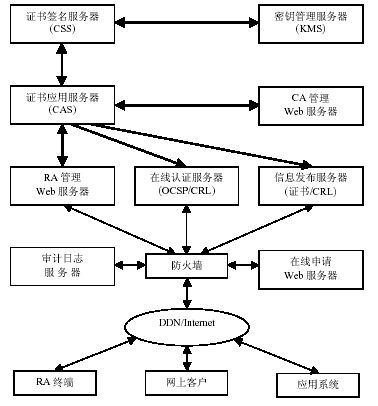 证书签名服务器
(CSS)
密钥管理服务器
(KMS)
证书应用服务器
(CAS)
CA 管理
Web 服务器
RA 管理
Web 服务器
在线认证服务器
(OCSP/CRL)
信息发布服务器
(证书/CRL)
审计日志
服 务 器
防火墙
在线申请
Web 服务器
DDN/Internet
RA 终端
网上客户
应用系统